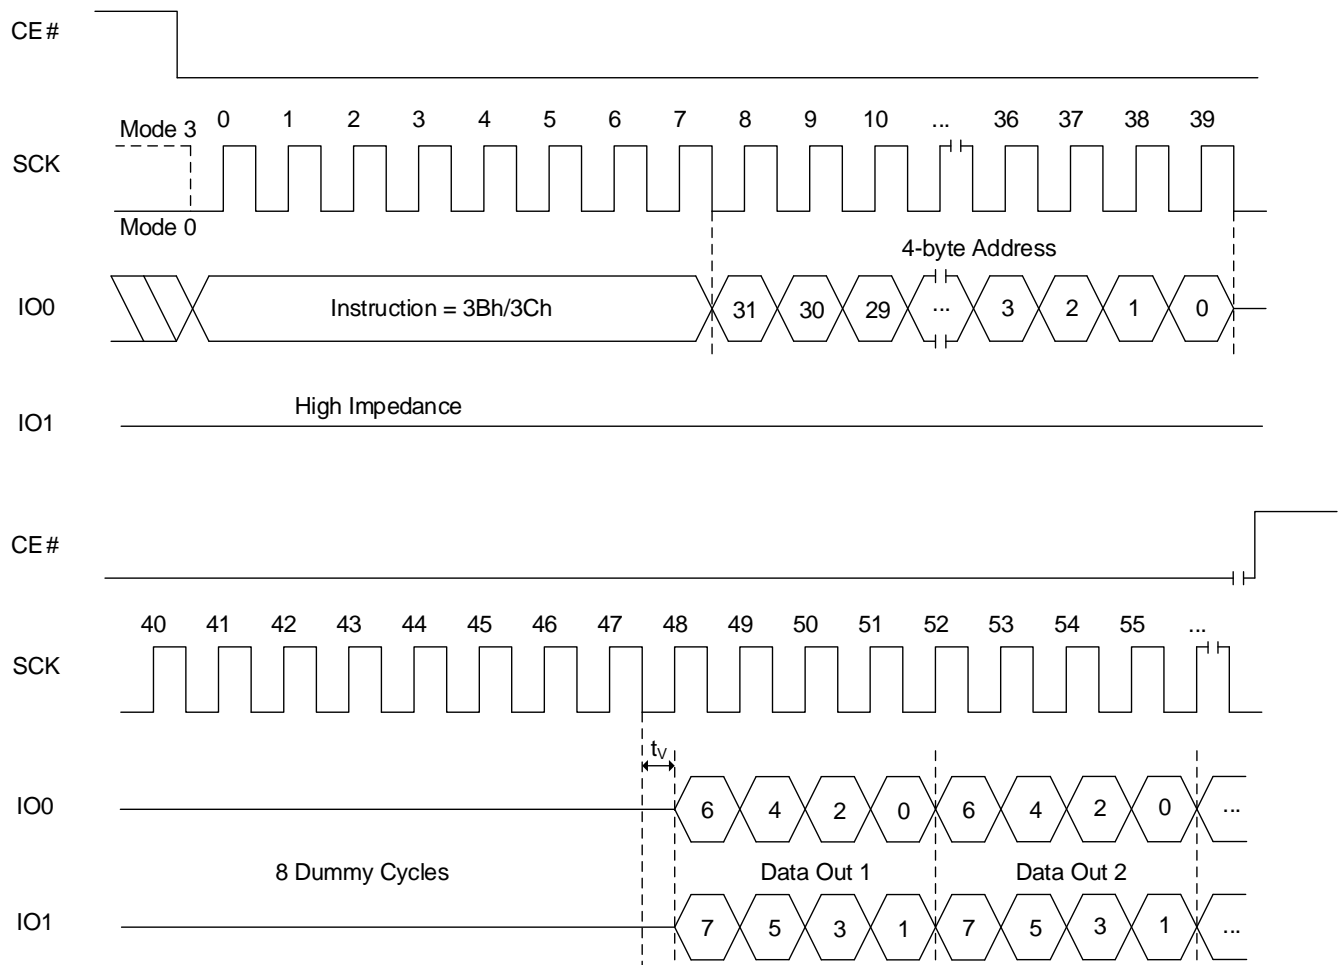 CE#
Mode 3 0 1 2 3 4 5 6 7 8 9 10 ... 36 37 38 39
SCK
Mode 0
4-byte Address
IO0 Instruction = 3Bh/3Ch 31 30 29 ... 3 2 1 0
High Impedance
IO1
CE#
40 41 42 43 44 45 46 47 48 49 50 51 52 53 54 55 ...
SCK
tV
IO0 6 4 2 0 6 4 2 0 ...
8 Dummy Cycles Data Out 1 Data Out 2
IO1 7 5 3 1 7 5 3 1 ...